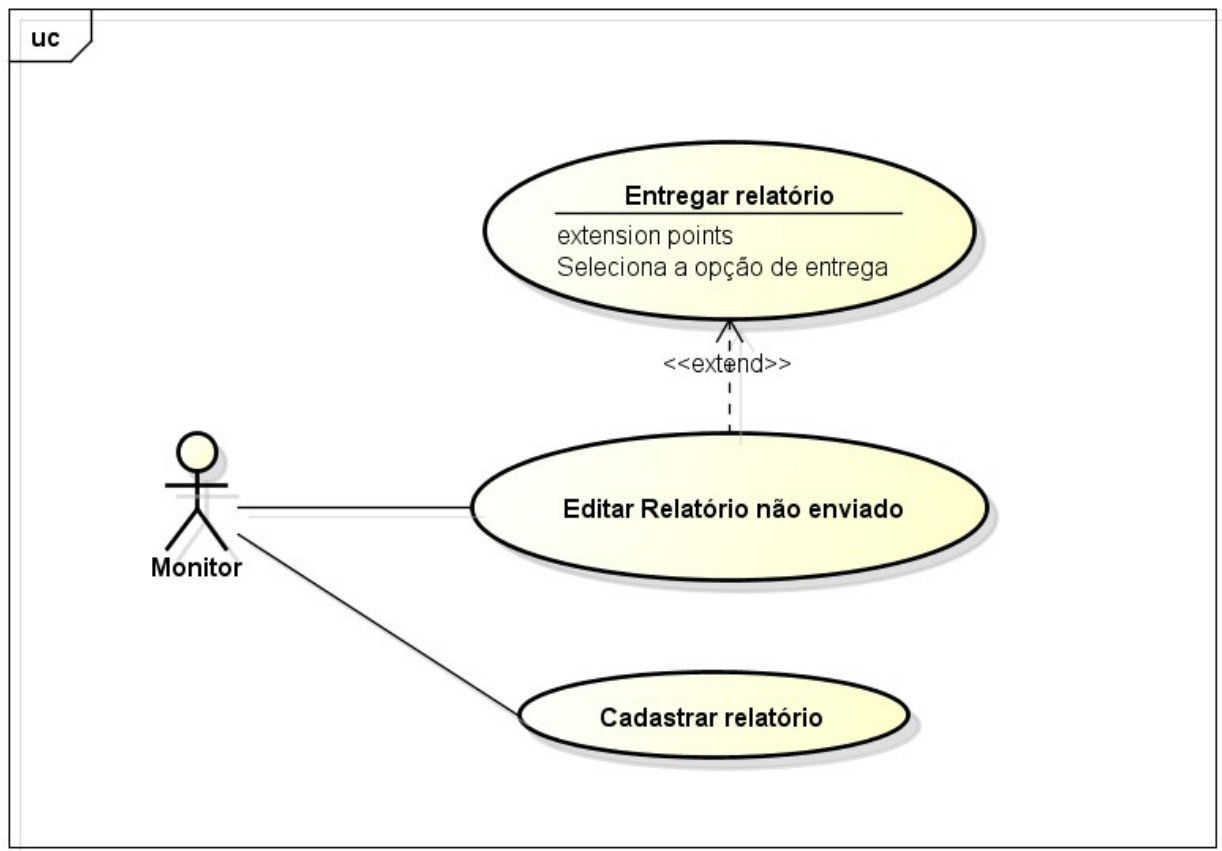 uc
Entregar relatório
extension points
Seleciona a opção de entrega
<<extend>>
Editar Relatório não enviado
Monitor
Cadastrar relatório